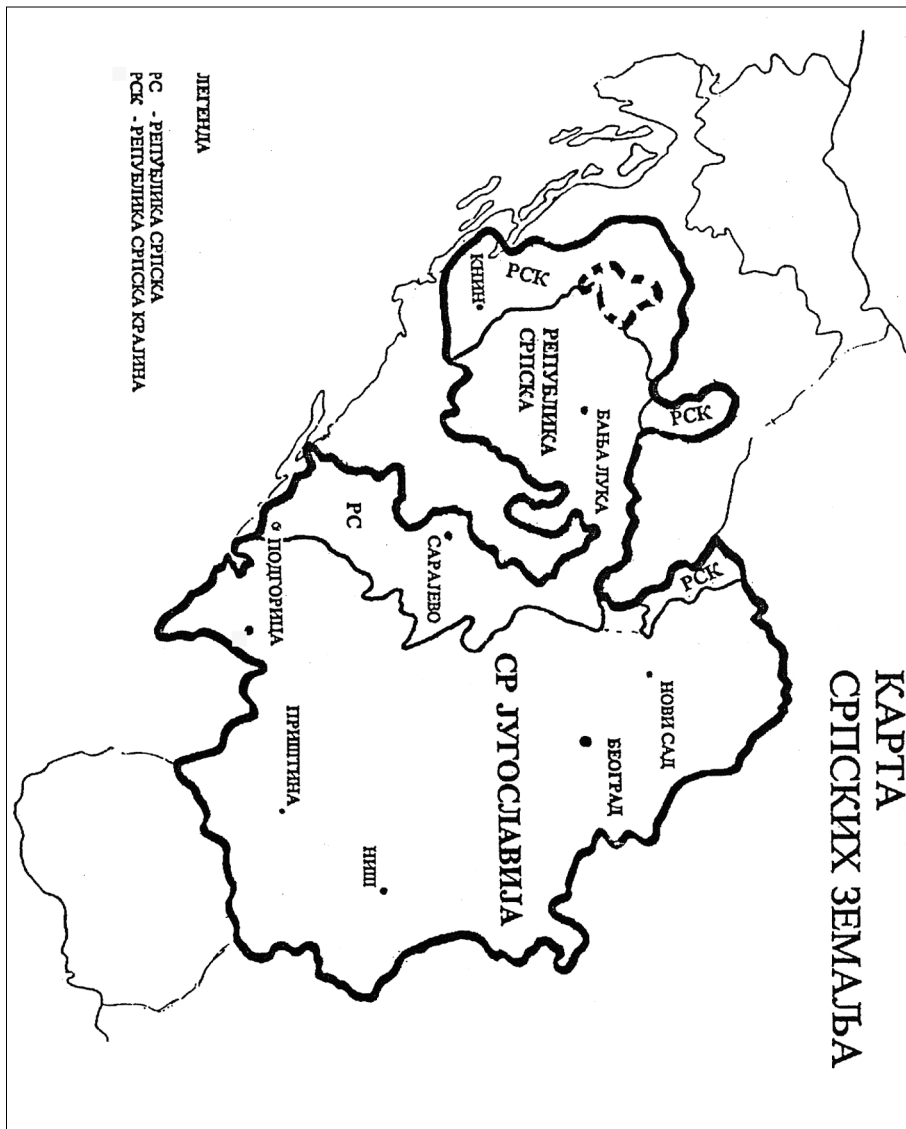 КАРТА
СРПСКИХ ЗЕМАЉА
РСК
РСК
РСК
КНИН
РЕПУБЛИКА
СРПСКА
БАЊА ЛУКА
РС
САРАЈЕВО
ПОДГОРИЦА
НОВИ САД
БЕОГРАД
СР ЈУГОСЛАВИЈА
ПРИШТИНА
НИШ
ЛЕГЕНДА
РС - РЕПУБЛИКА СРПСКА
РСК - РЕПУБЛИКА СРПСКА КРАЈИНА